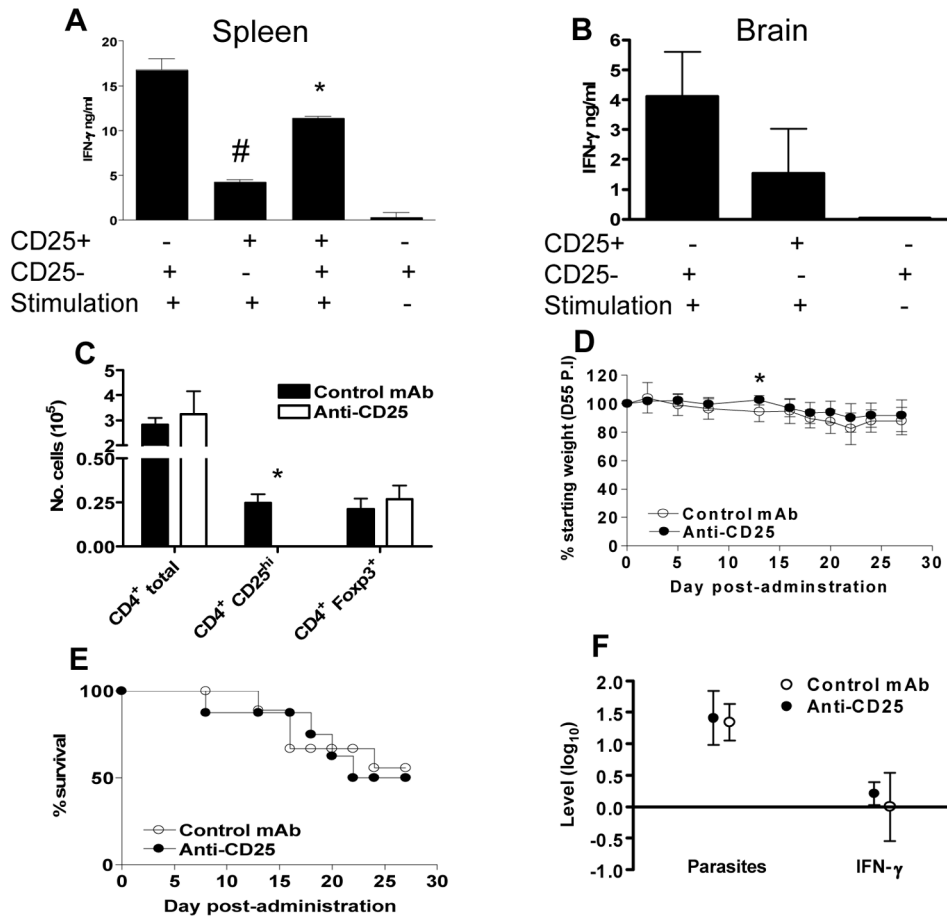 A
Spleen
20
15
10
5
0
IFN-γ ng/ml
#
*
CD25+ - + + -
CD25- + - + +
Stimulation + + + -
B
Brain
6
5
4
3
2
1
0
IFN-γ ng/ml
CD25+ - + -
CD25- + - +
Stimulation + + -
C
5
4
3
2
0.50
0.25
0.00
No. cells (10⁵)
Control mAb
Anti-CD25
*
CD4⁺ total
CD4⁺ CD25ʰⁱ
CD4⁺ Foxp3⁺
D
120
100
80
60
40
20
0
% starting weight (D55 P.I)
*
Control mAb
Anti-CD25
0 5 10 15 20 25 30
Day post-adminstration
E
100
50
0
%survival
Control mAb
Anti-CD25
0 5 10 15 20 25 30
Day post-administration
F
2.0
1.5
1.0
0.5
0.0
-0.5
-1.0
Level (log₁₀)
Control mAb
Anti-CD25
Parasites IFN-γ